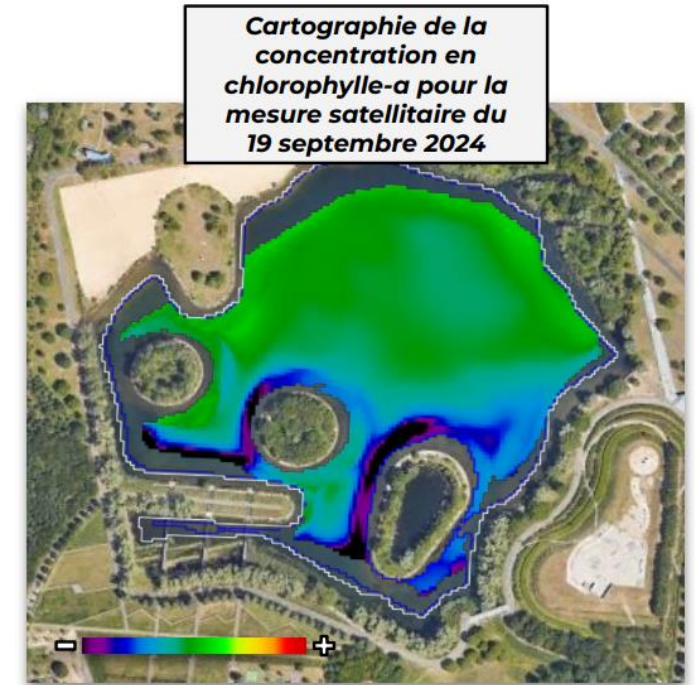 Cartographie de la
concentration en
chlorophylle-a pour la
mesure satellitaire du
19 septembre 2024
- +